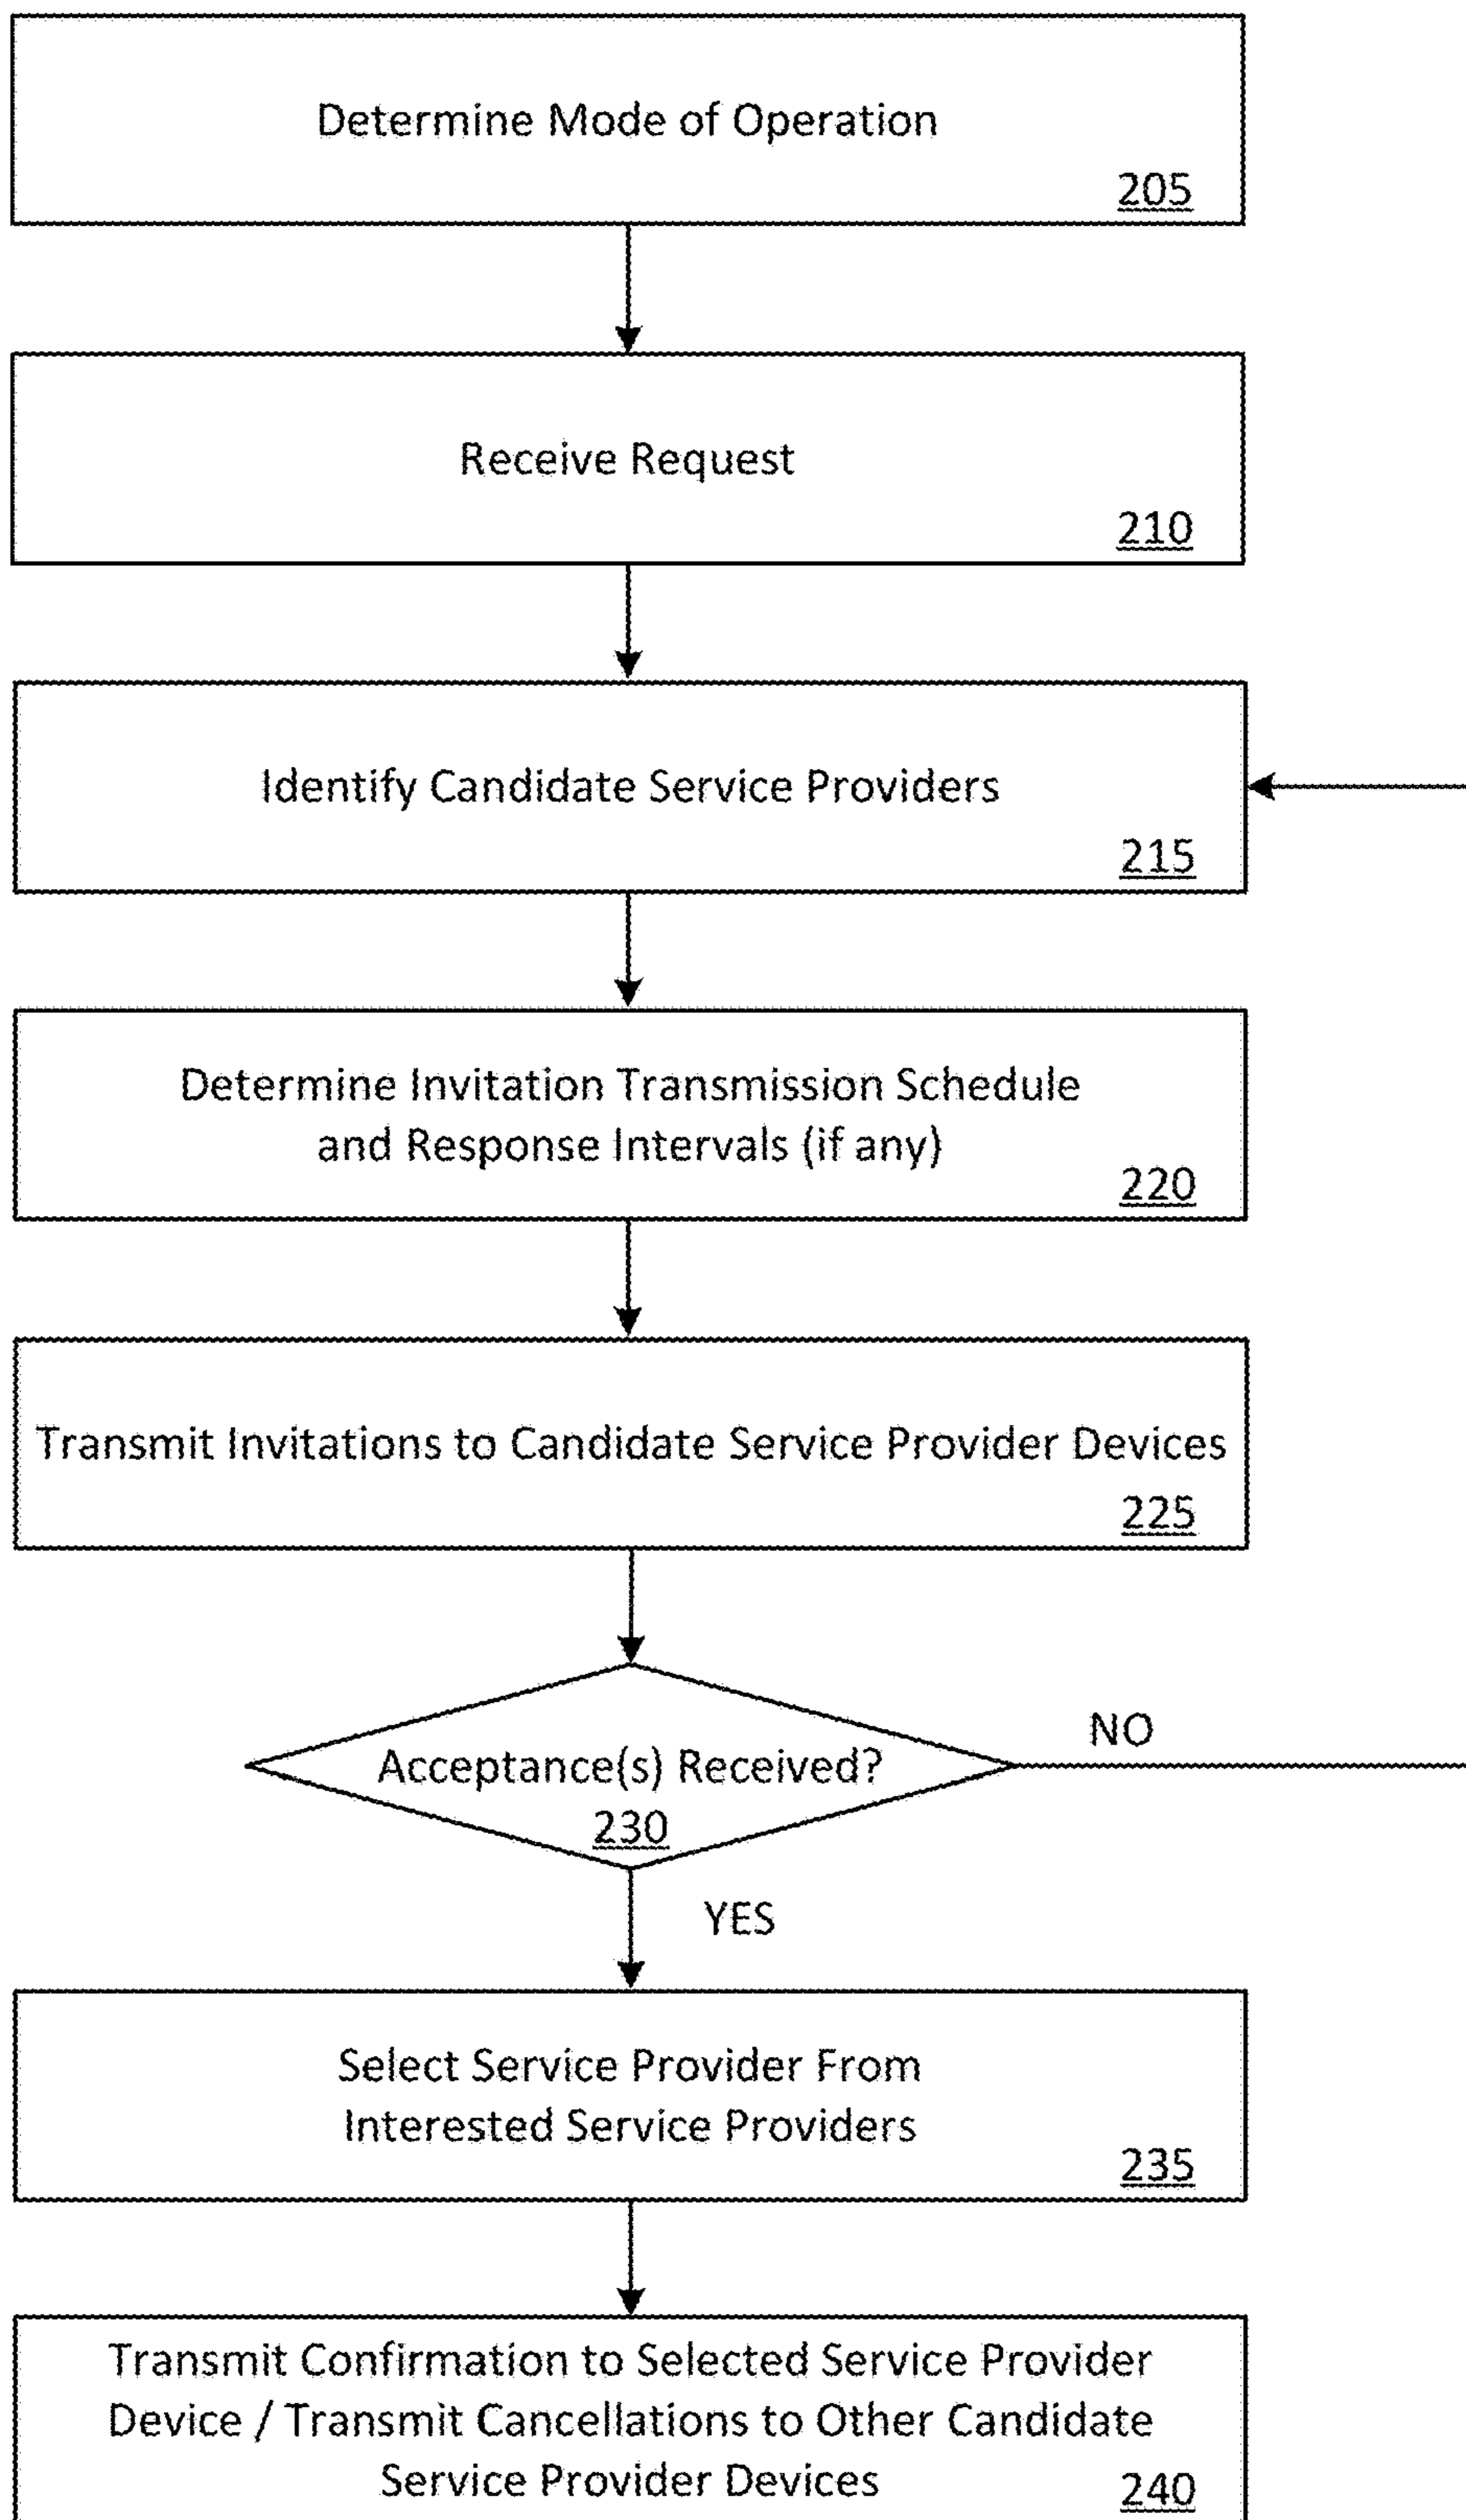 Determine Mode of Operation
205
Receive Request
210
Identify Candidate Service Providers
215
Determine Invitation Transmission Schedule
and Response Intervals (if any)
220
Transmit Invitations to Candidate Service Provider Devices
225
Acceptance(s) Received?
230
NO
YES
Select Service Provider From
Interested Service Providers
235
Transmit Confirmation to Selected Service Provider
Device / Transmit Cancellations to Other Candidate
Service Provider Devices
240